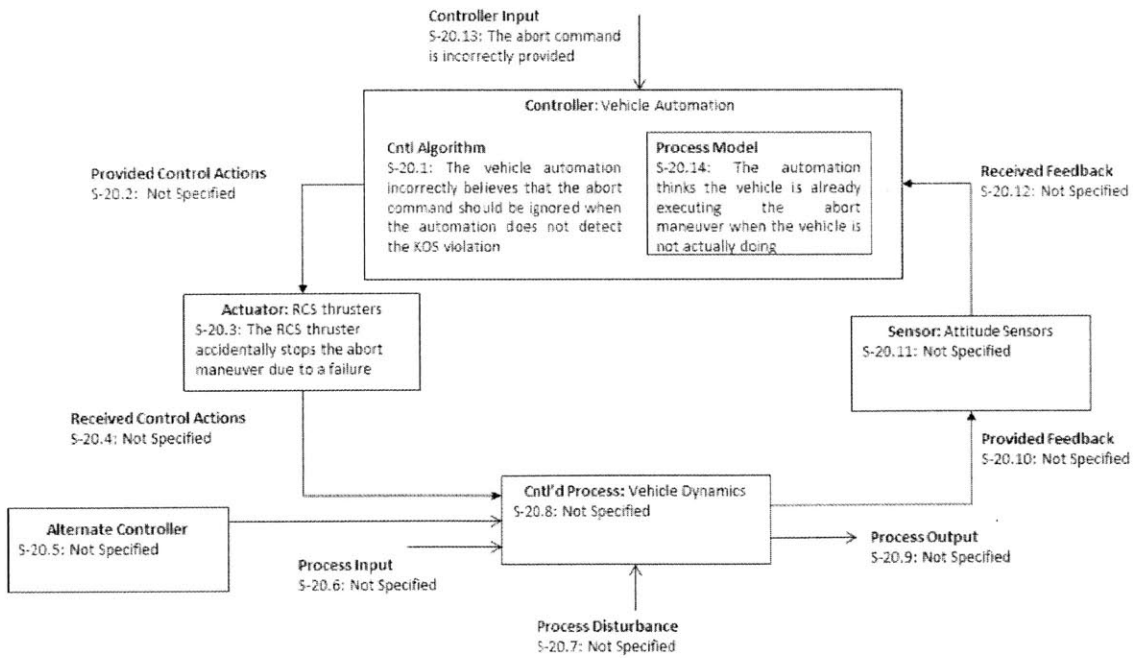 Controller Input
S-20.13: The abort command
is incorrectly provided
Controller: Vehicle Automation
Cntl Algorithm
S-20.1: The vehicle automation
incorrectly believes that the abort
command should be ignored when
the automation does not detect
the KOS violation
Process Model
S-20.14: The automation
thinks the vehicle is already
executing the abort
maneuver when the vehicle is
not actually doing
Provided Control Actions
S-20.2: Not Specified
Received Feedback
S-20.12: Not Specified
Actuator: RCS thrusters
S-20.3: The RCS thruster
accidentally stops the abort
maneuver due to a failure
Sensor: Attitude Sensors
S-20.11: Not Specified
Received Control Actions
S-20.4: Not Specified
Provided Feedback
S-20.10: Not Specified
Cntl'd Process: Vehicle Dynamics
S-20.8: Not Specified
Alternate Controller
S-20.5: Not Specified
Process Output
S-20.9: Not Specified
Process Input
S-20.6: Not Specified
Process Disturbance
S-20.7: Not Specified